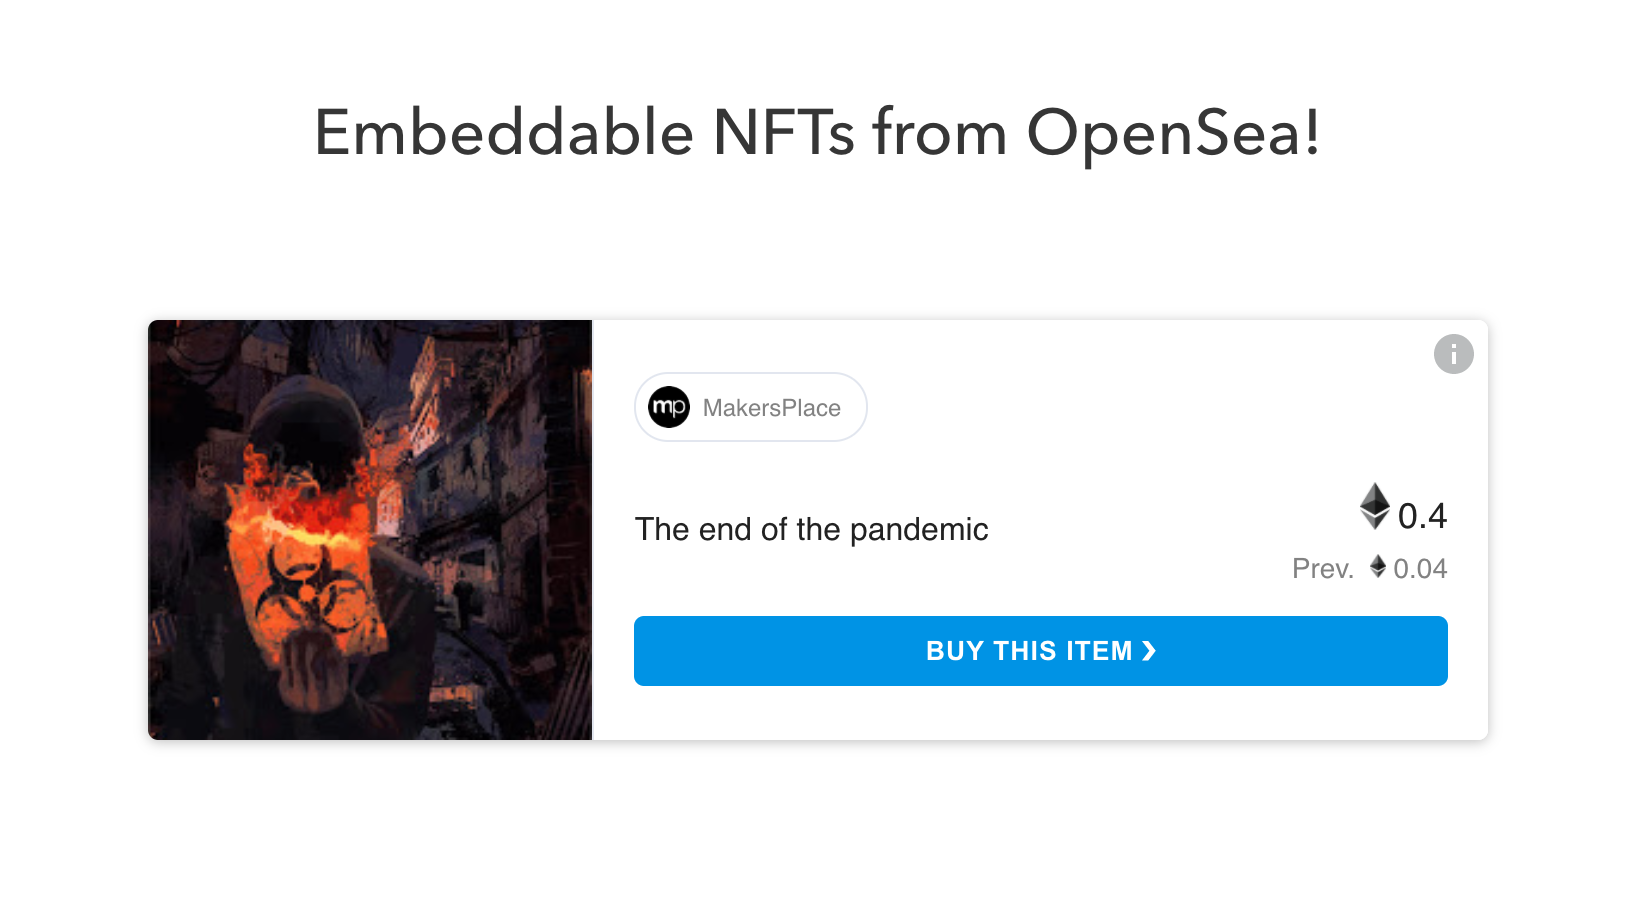 Embeddable NFTs from OpenSea!
mp MakersPlace
The end of the pandemic
0.4
Prev. 0.04
BUY THIS ITEM ❯